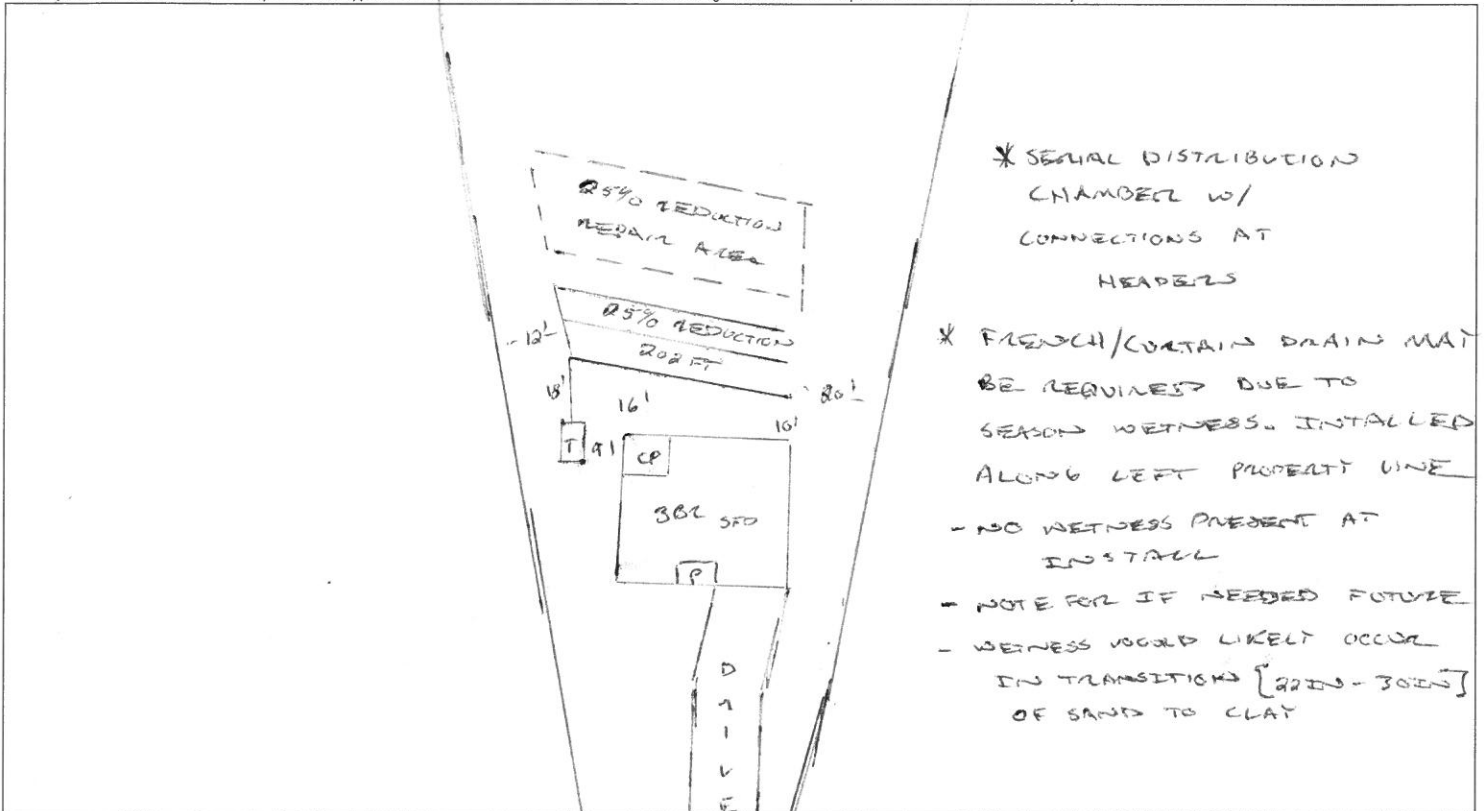 25% REDUCTION
REPAIR AREA
25% REDUCTION
202 FT
12'
20'
18'
16'
10'
T
9'
CP
3BR SFD
P
D
R
I
V
E
* SERIAL DISTRIBUTION
CHAMBER W/
CONNECTIONS AT
HEADERS
* FRENCH/CURTAIN DRAIN MAY
BE REQUIRED DUE TO
SEASON WETNESS. INTALLED
ALONG LEFT PROPERTY LINE
- NO WETNESS PRESENT AT
INSTALL
- NOTE FOR IF NEEDED FUTURE
- WETNESS WOULD LIKELY OCCUR
IN TRANSITION [22IN - 30IN]
OF SAND TO CLAY